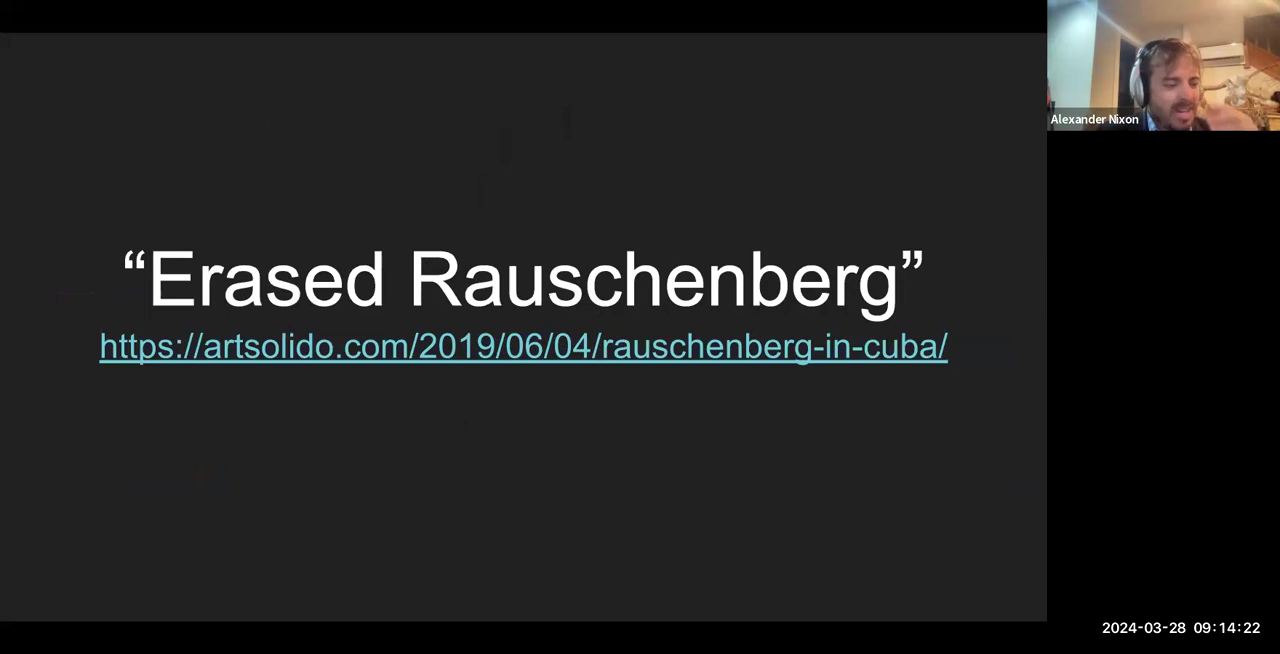 “Erased Rauschenberg”
https://artsolido.com/2019/06/04/rauschenberg-in-cuba/
Alexander Nixon
2024-03-28 09:14:22